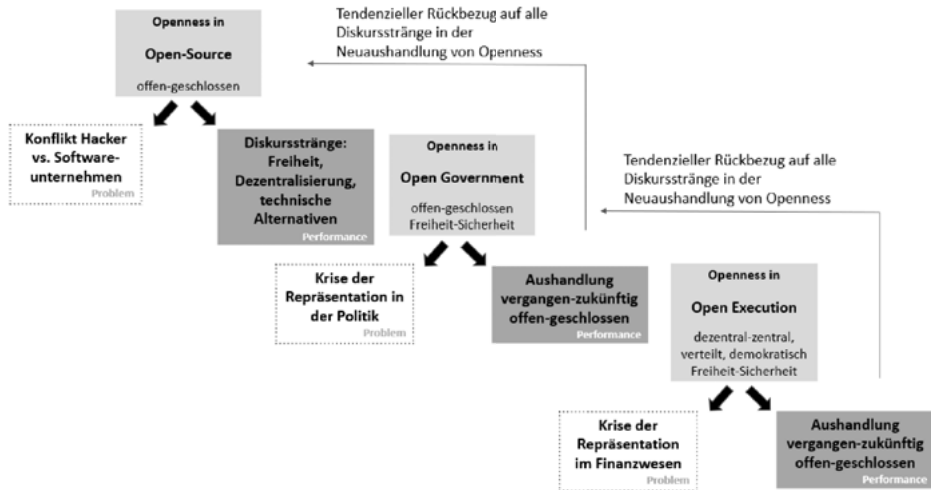 Openness in
Open-Source
offen-geschlossen
Tendenzieller Rückbezug auf alle
Diskursstränge in der
Neuaushandlung von Openness
Konflikt Hacker
vs. Software-
unternehmen
Problem
Diskursstränge:
Freiheit,
Dezentralisierung,
technische
Alternativen
Performance
Openness in
Open Government
offen-geschlossen
Freiheit-Sicherheit
Tendenzieller Rückbezug auf alle
Diskursstränge in der
Neuaushandlung von Openness
Krise der
Repräsentation in
der Politik
Problem
Aushandlung
vergangen-zukünftig
offen-geschlossen
Performance
Openness in
Open Execution
dezentral-zentral,
verteilt, demokratisch
Freiheit-Sicherheit
Krise der
Repräsentation
im Finanzwesen
Problem
Aushandlung
vergangen-zukünftig
offen-geschlossen
Performance